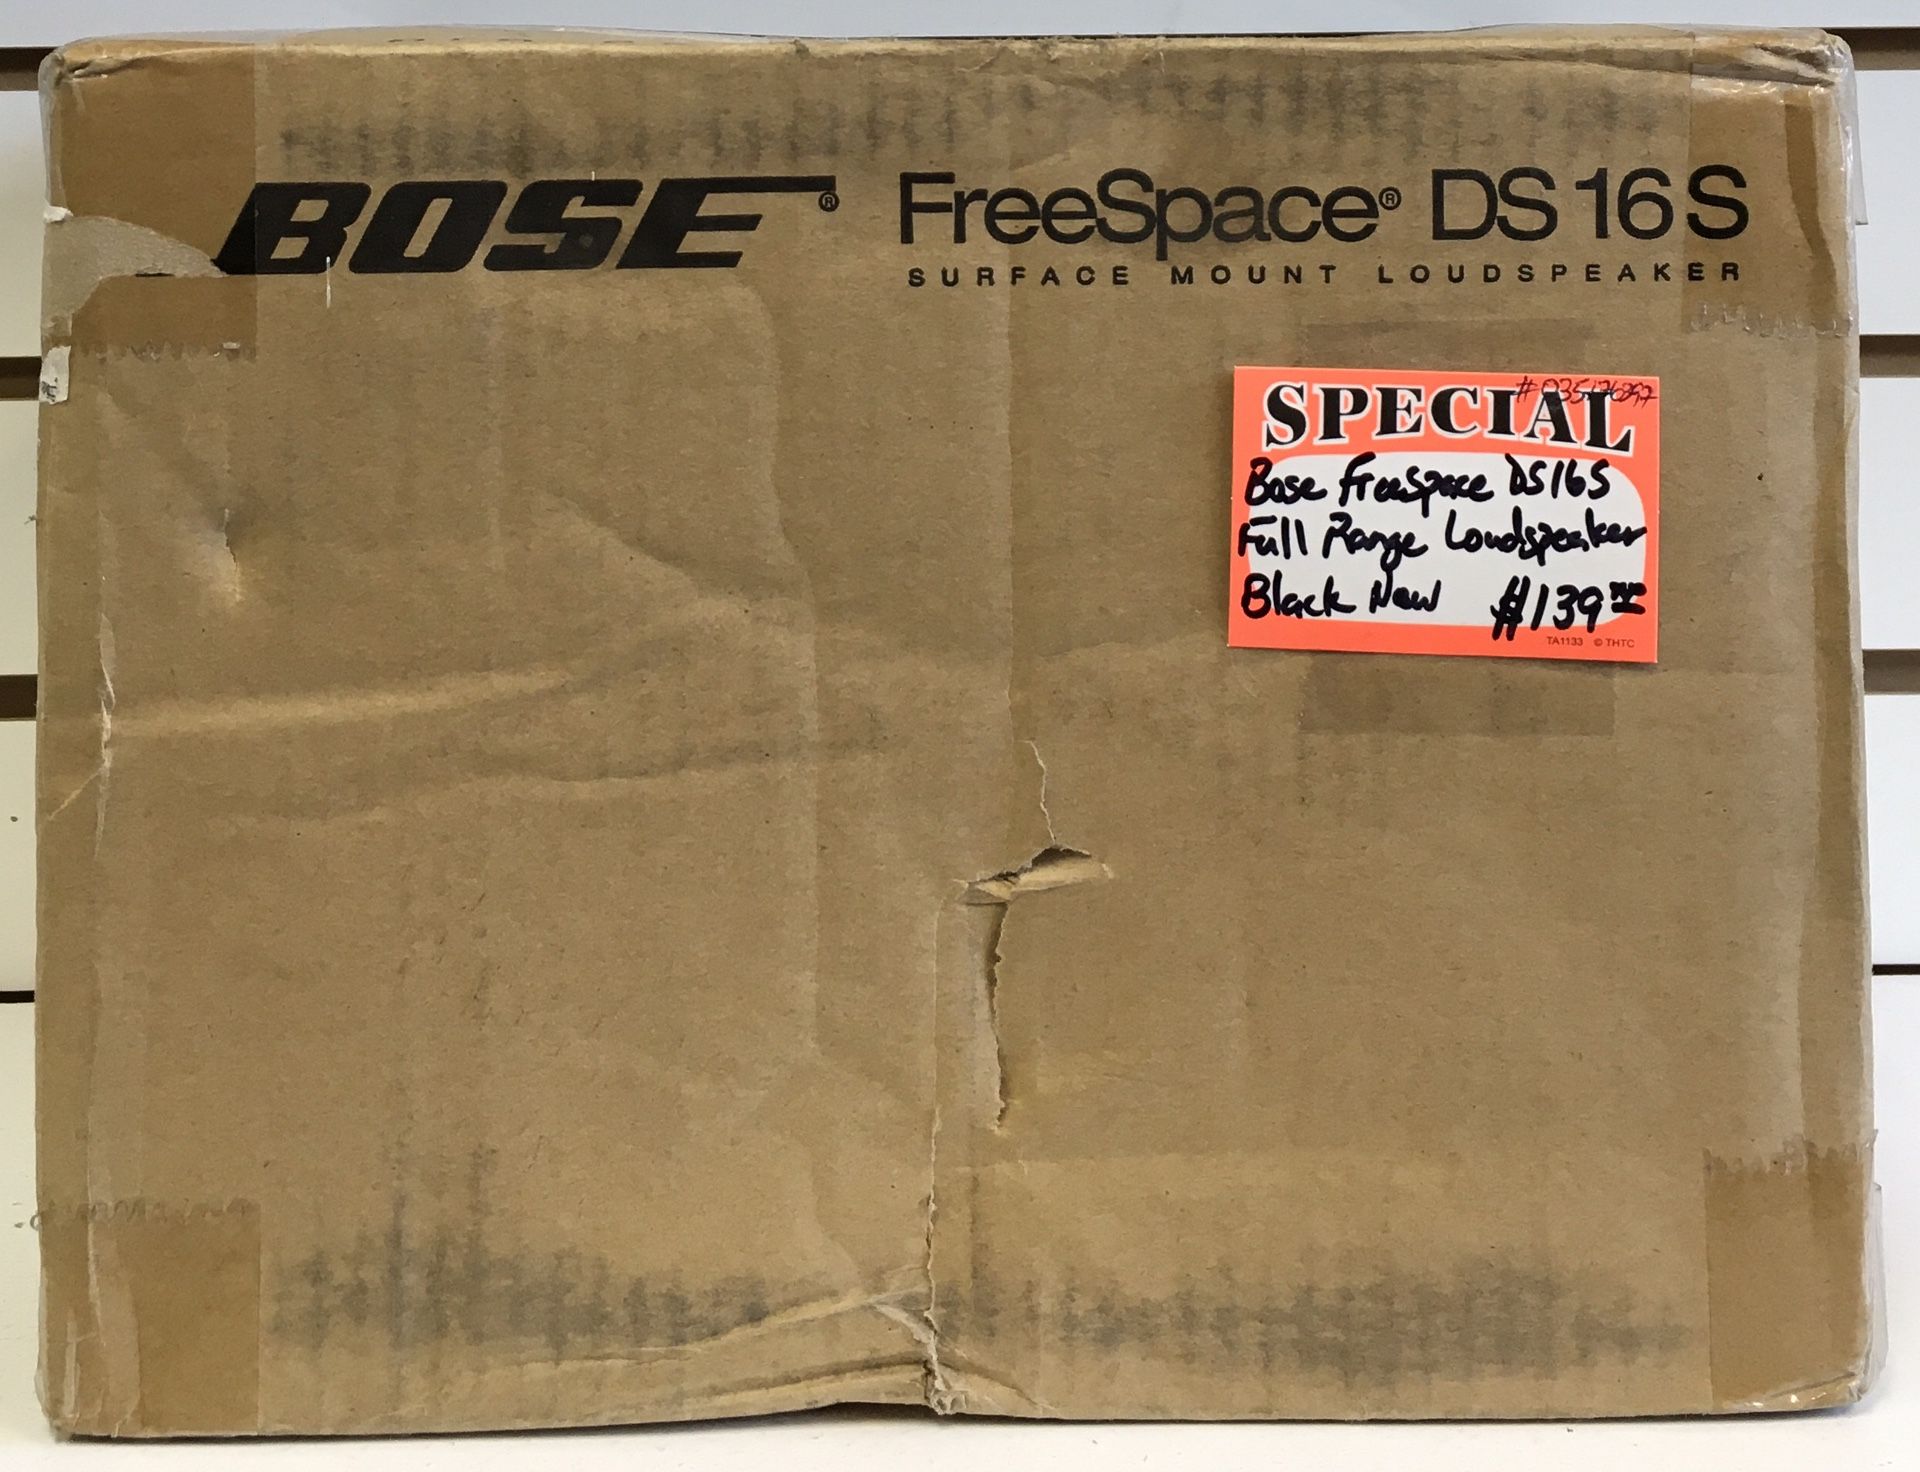 BOSE® FreeSpace® DS 16 S
SURFACE MOUNT LOUDSPEAKER
SPECIAL
Bose FreeSpace DS16S
Full Range Loudspeaker
Black New $139
TA1133 © THTC